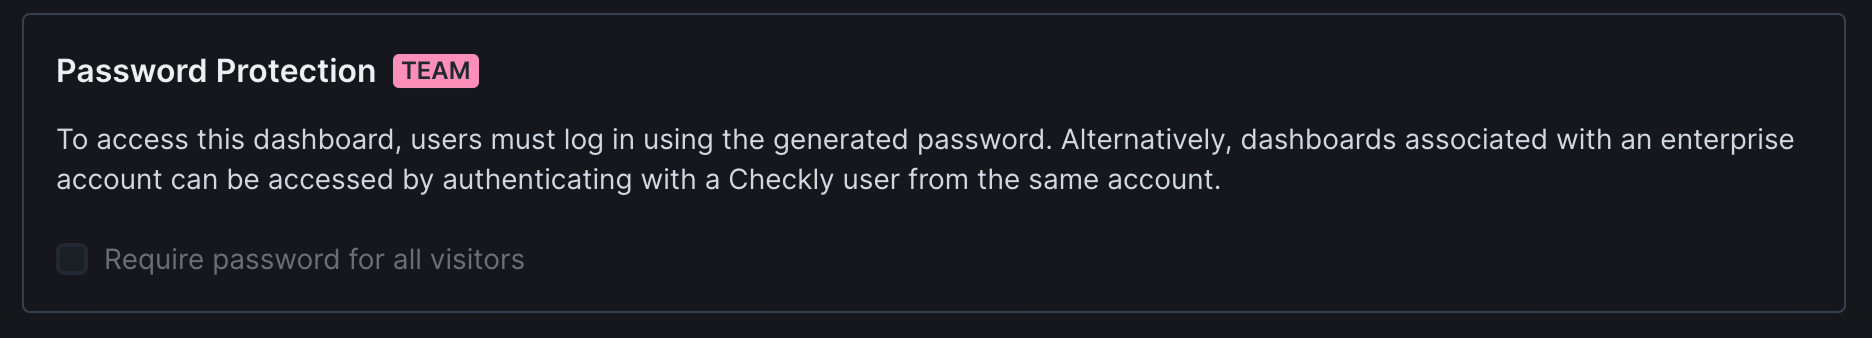 Password Protection TEAM
To access this dashboard, users must log in using the generated password. Alternatively, dashboards associated with an enterprise
account can be accessed by authenticating with a Checkly user from the same account.
Require password for all visitors